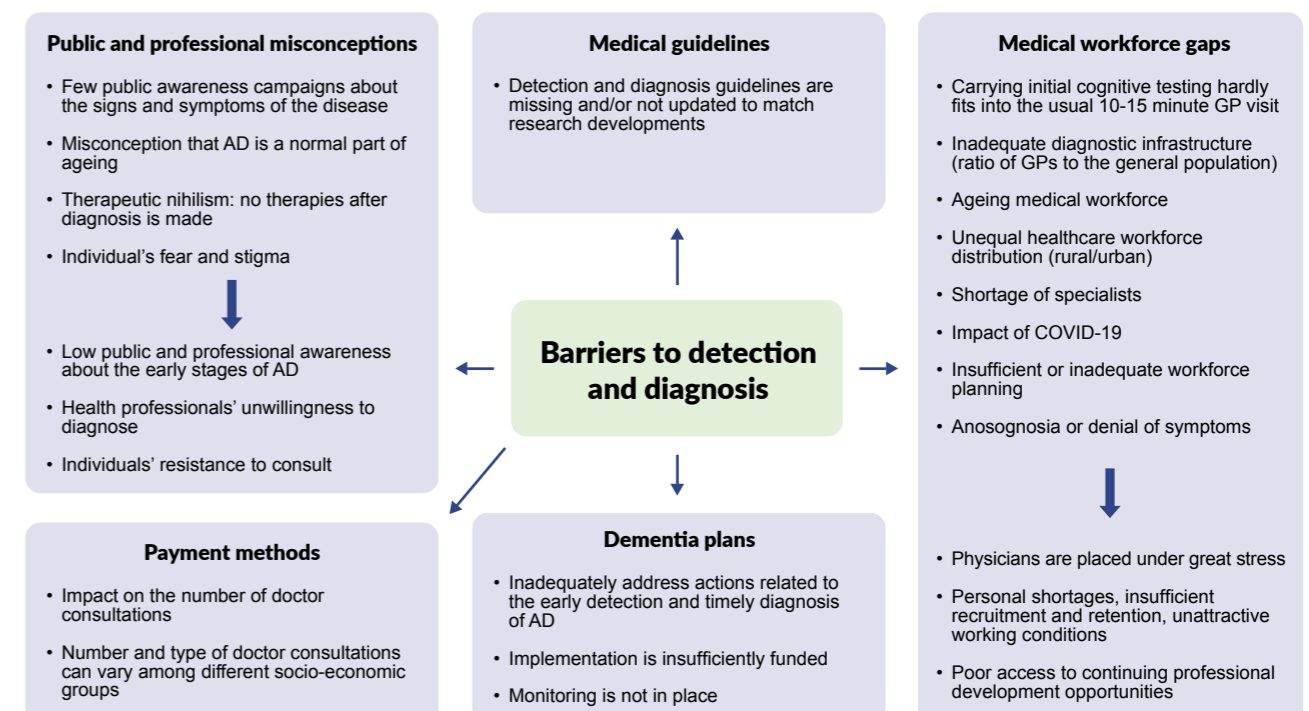 Public and professional misconceptions
• Few public awareness campaigns about
the signs and symptoms of the disease
• Misconception that AD is a normal part of
ageing
• Therapeutic nihilism: no therapies after
diagnosis is made
• Individual’s fear and stigma
• Low public and professional awareness
about the early stages of AD
• Health professionals’ unwillingness to
diagnose
• Individuals’ resistance to consult
Medical guidelines
• Detection and diagnosis guidelines are
missing and/or not updated to match
research developments
Medical workforce gaps
• Carrying initial cognitive testing hardly
fits into the usual 10-15 minute GP visit
• Inadequate diagnostic infrastructure
(ratio of GPs to the general population)
• Ageing medical workforce
• Unequal healthcare workforce
distribution (rural/urban)
• Shortage of specialists
• Impact of COVID-19
• Insufficient or inadequate workforce
planning
• Anosognosia or denial of symptoms
• Physicians are placed under great stress
• Personal shortages, insufficient
recruitment and retention, unattractive
working conditions
• Poor access to continuing professional
development opportunities
Barriers to detection
and diagnosis
Payment methods
• Impact on the number of doctor
consultations
• Number and type of doctor consultations
can vary among different socio-economic
groups
Dementia plans
• Inadequately address actions related to
the early detection and timely diagnosis
of AD
• Implementation is insufficiently funded
• Monitoring is not in place